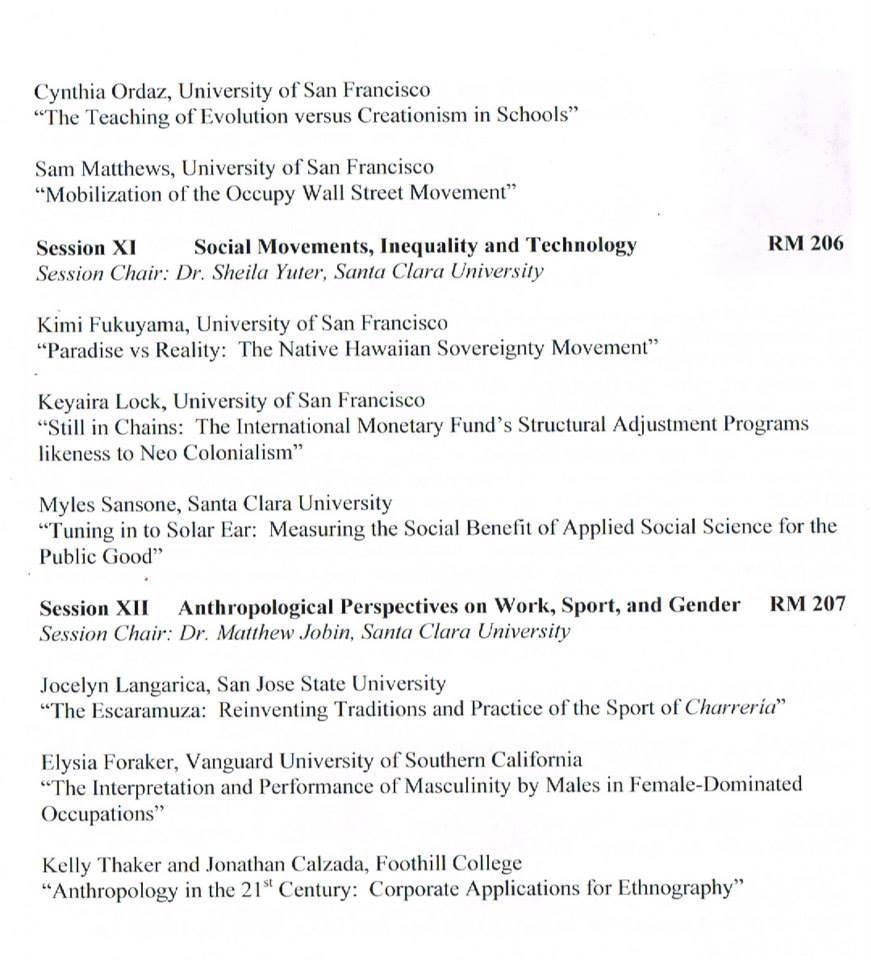 Cynthia Ordaz, University of San Francisco
“The Teaching of Evolution versus Creationism in Schools”
Sam Matthews, University of San Francisco
“Mobilization of the Occupy Wall Street Movement”
Session XI Social Movements, Inequality and Technology RM 206
Session Chair: Dr. Sheila Yuter, Santa Clara University
Kimi Fukuyama, University of San Francisco
“Paradise vs Reality: The Native Hawaiian Sovereignty Movement”
Keyaira Lock, University of San Francisco
“Still in Chains: The International Monetary Fund’s Structural Adjustment Programs
likeness to Neo Colonialism”
Myles Sansone, Santa Clara University
“Tuning in to Solar Ear: Measuring the Social Benefit of Applied Social Science for the
Public Good”
Session XII Anthropological Perspectives on Work, Sport, and Gender RM 207
Session Chair: Dr. Matthew Jobin, Santa Clara University
Jocelyn Langarica, San Jose State University
“The Escaramuza: Reinventing Traditions and Practice of the Sport of Charrería”
Elysia Foraker, Vanguard University of Southern California
“The Interpretation and Performance of Masculinity by Males in Female-Dominated
Occupations”
Kelly Thaker and Jonathan Calzada, Foothill College
“Anthropology in the 21st Century: Corporate Applications for Ethnography”